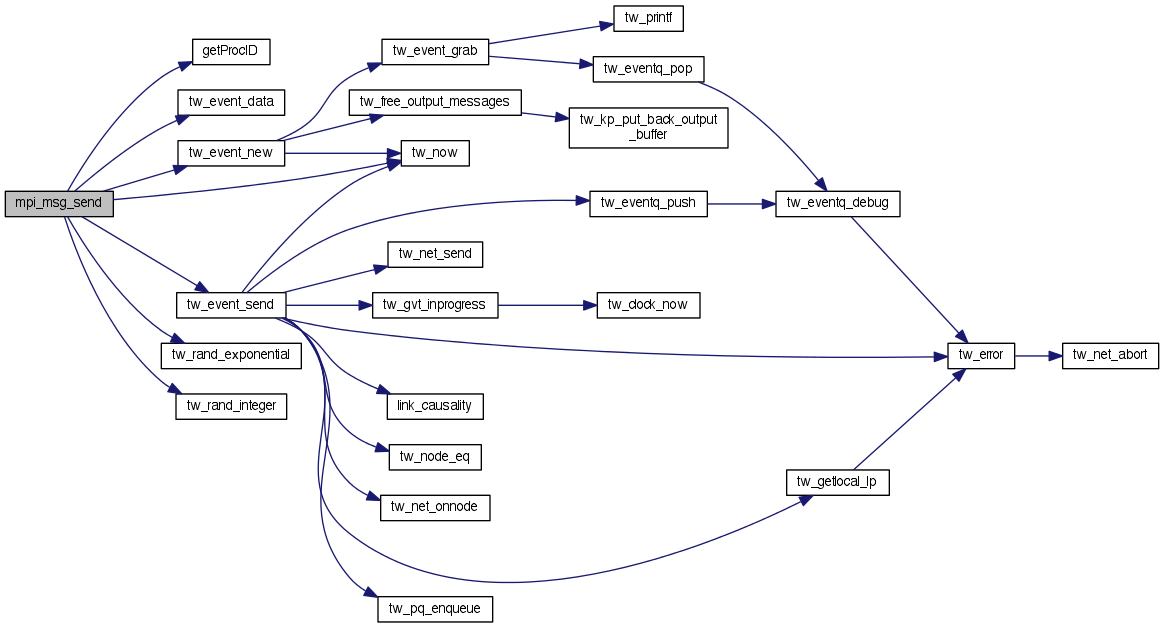 tw_printf
getProcID
tw_event_grab
tw_eventq_pop
tw_event_data
tw_free_output_messages
tw_kp_put_back_output
_buffer
tw_event_new
tw_now
mpi_msg_send
tw_eventq_push
tw_eventq_debug
tw_net_send
tw_event_send
tw_gvt_inprogress
tw_clock_now
tw_rand_exponential
tw_error
tw_net_abort
tw_rand_integer
link_causality
tw_node_eq
tw_getlocal_lp
tw_net_onnode
tw_pq_enqueue